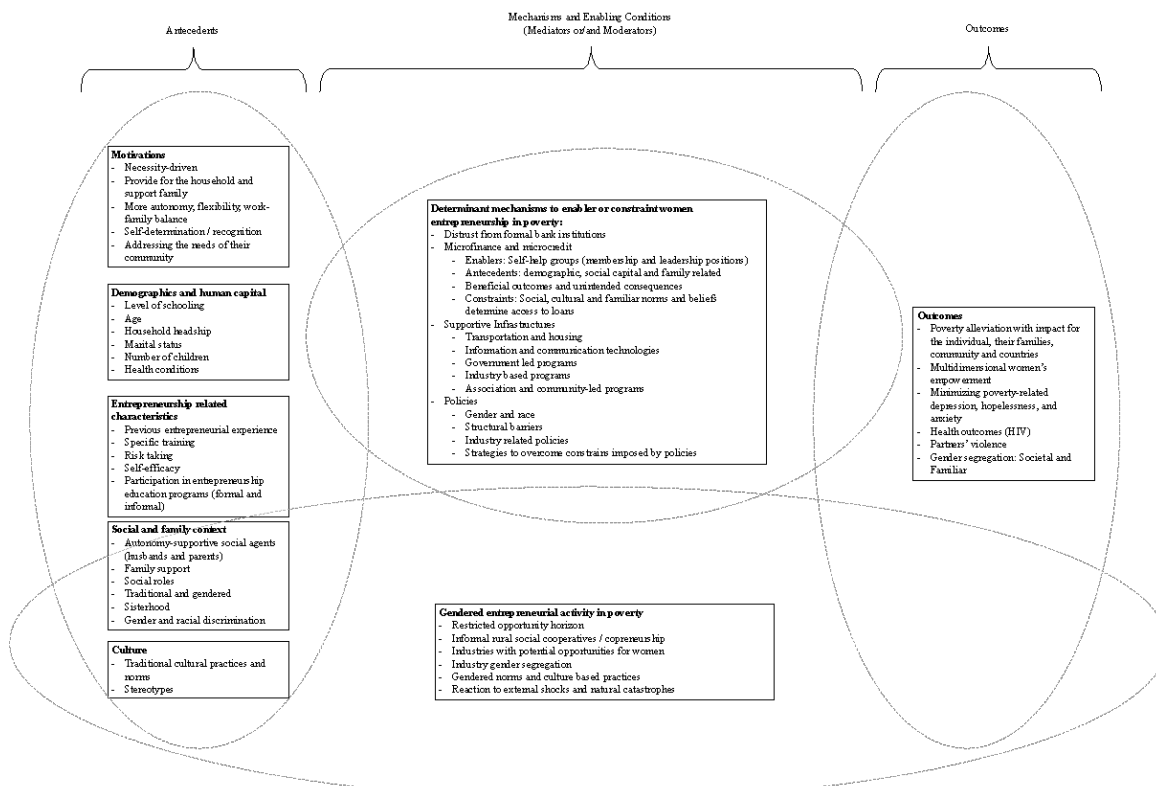 Antecedents
Mechanisms and Enabling Conditions
(Mediators or/and Moderators)
Outcomes
Motivations
- Necessity-driven
- Provide for the household and
support family
- More autonomy, flexibility, work-
family balance
- Self-determination / recognition
- Addressing the needs of their
community
Demographics and human capital
- Level of schooling
- Age
- Household headship
- Marital status
- Number of children
- Health conditions
Entrepreneurship related
characteristics
- Previous entrepreneurial experience
- Specific training
- Risk taking
- Self-efficacy
- Participation in entrepreneurship
education programs (formal and
informal)
Social and family context
- Autonomy-supportive social agents
(husbands and parents)
- Family support
- Social roles
- Traditional and gendered
- Sisterhood
- Gender and racial discrimination
Culture
- Traditional cultural practices and
norms
- Stereotypes
Determinant mechanisms to enabler or constraint women
entrepreneurship in poverty:
- Distrust from formal bank institutions
- Microfinance and microcredit
- Enablers: Self-help groups (membership and leadership positions)
- Antecedents: demographic, social capital and family related
- Beneficial outcomes and unintended consequences
- Constraints: Social, cultural and familiar norms and beliefs
determine access to loans
- Supportive Infrastructures
- Transportation and housing
- Information and communication technologies
- Government led programs
- Industry based programs
- Association and community-led programs
- Policies
- Gender and race
- Structural barriers
- Industry related policies
- Strategies to overcome constrains imposed by policies
Gendered entrepreneurial activity in poverty
- Restricted opportunity horizon
- Informal rural social cooperatives / copreneurship
- Industries with potential opportunities for women
- Industry gender segregation
- Gendered norms and culture based practices
- Reaction to external shocks and natural catastrophes
Outcomes
- Poverty alleviation with impact for
the individual, their families,
community and countries
- Multidimensional women's
empowerment
- Minimizing poverty-related
depression, hopelessness, and
anxiety
- Health outcomes (HIV)
- Partners' violence
- Gender segregation: Societal and
Familiar